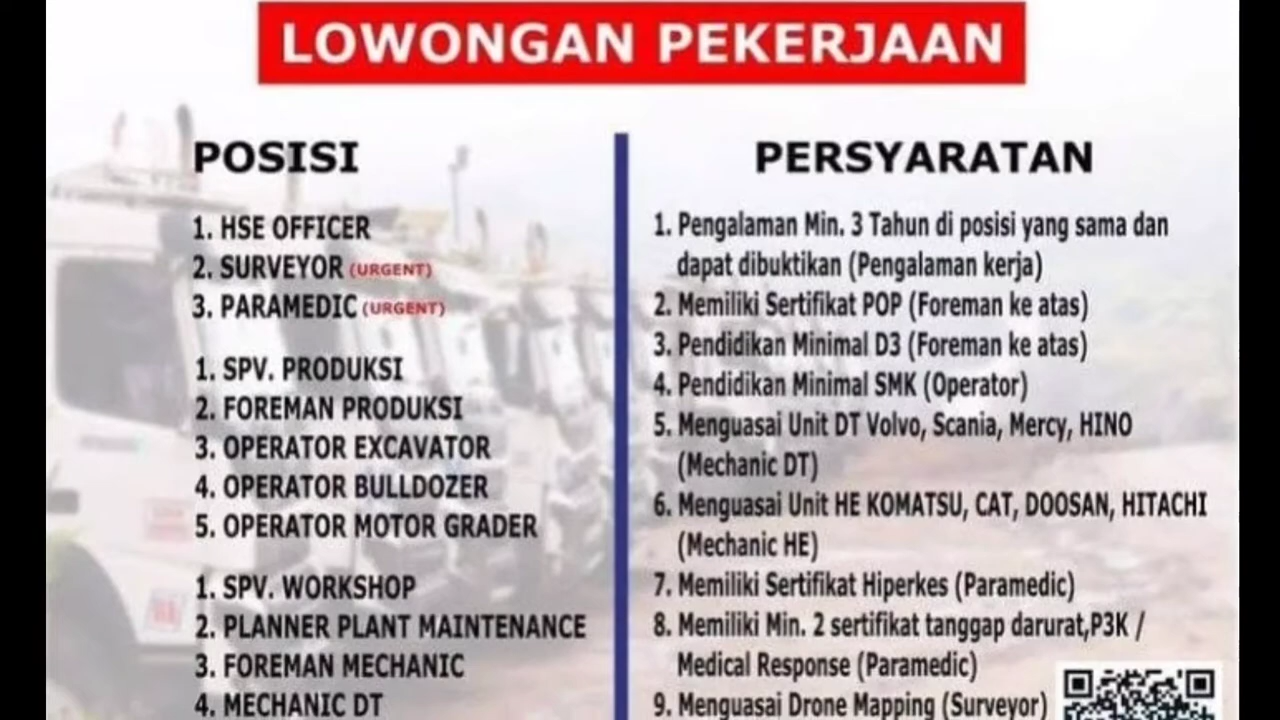 LOWONGAN PEKERJAAN
POSISI
1. HSE OFFICER
2. SURVEYOR (URGENT)
3. PARAMEDIC (URGENT)
1. SPV. PRODUKSI
2. FOREMAN PRODUKSI
3. OPERATOR EXCAVATOR
4. OPERATOR BULLDOZER
5. OPERATOR MOTOR GRADER
1. SPV. WORKSHOP
2. PLANNER PLANT MAINTENANCE
3. FOREMAN MECHANIC
4. MECHANIC DT
PERSYARATAN
1. Pengalaman Min. 3 Tahun di posisi yang sama dan
dapat dibuktikan (Pengalaman kerja)
2. Memiliki Sertifikat POP (Foreman ke atas)
3. Pendidikan Minimal D3 (Foreman ke atas)
4. Pendidikan Minimal SMK (Operator)
5. Menguasai Unit DT Volvo, Scania, Mercy, HINO
(Mechanic DT)
6. Menguasai Unit HE KOMATSU, CAT, DOOSAN, HITACHI
(Mechanic HE)
7. Memiliki Sertifikat Hiperkes (Paramedic)
8. Memiliki Min. 2 sertifikat tanggap darurat,P3K /
Medical Response (Paramedic)
9. Menguasai Drone Mapping (Surveyor)